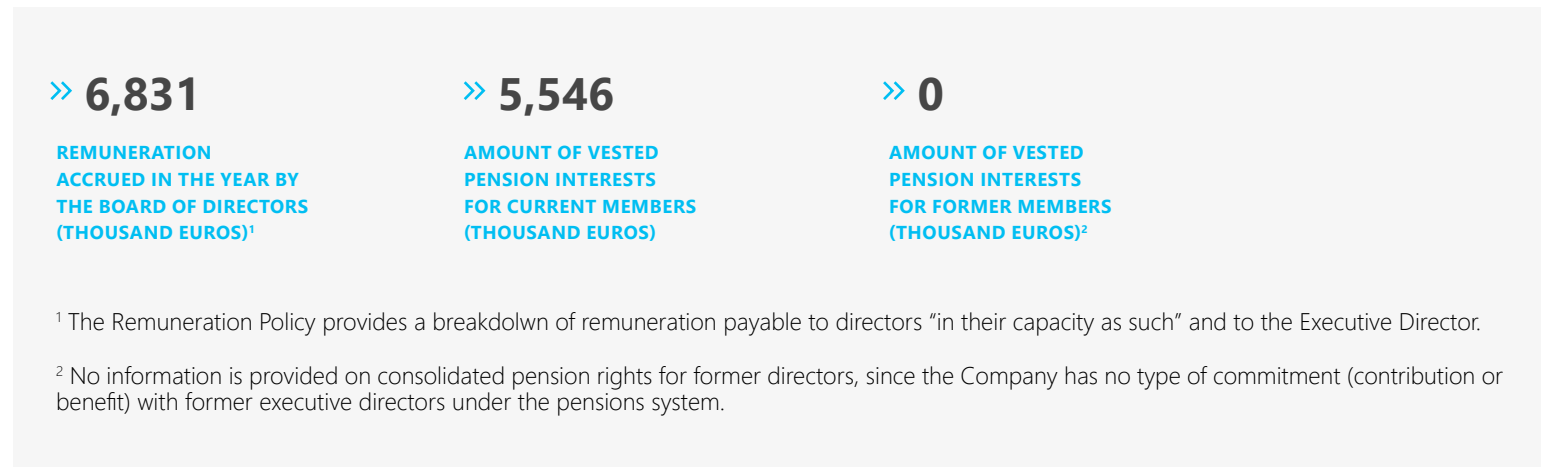 » 6,831
REMUNERATION
ACCRUED IN THE YEAR BY
THE BOARD OF DIRECTORS
(THOUSAND EUROS)¹
» 5,546
AMOUNT OF VESTED
PENSION INTERESTS
FOR CURRENT MEMBERS
(THOUSAND EUROS)
» 0
AMOUNT OF VESTED
PENSION INTERESTS
FOR FORMER MEMBERS
(THOUSAND EUROS)²
¹ The Remuneration Policy provides a breakdolwn of remuneration payable to directors “in their capacity as such” and to the Executive Director.
² No information is provided on consolidated pension rights for former directors, since the Company has no type of commitment (contribution or
benefit) with former executive directors under the pensions system.